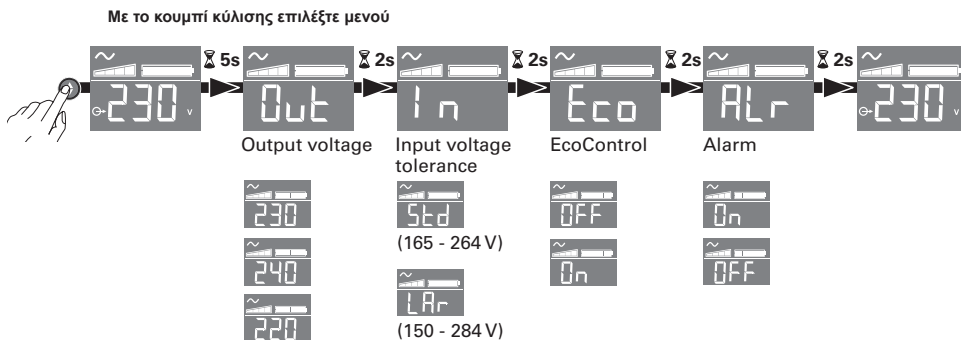 Με το κουμπί κύλισης επιλέξτε μενού
5s 2s 2s 2s 2s
230 v Out In Eco ALr 230 v
Output voltage Input voltage EcoControl Alarm
tolerance
230 Std OFF On
(165 - 264 V)
240 On OFF
LAr
220 (150 - 284 V)